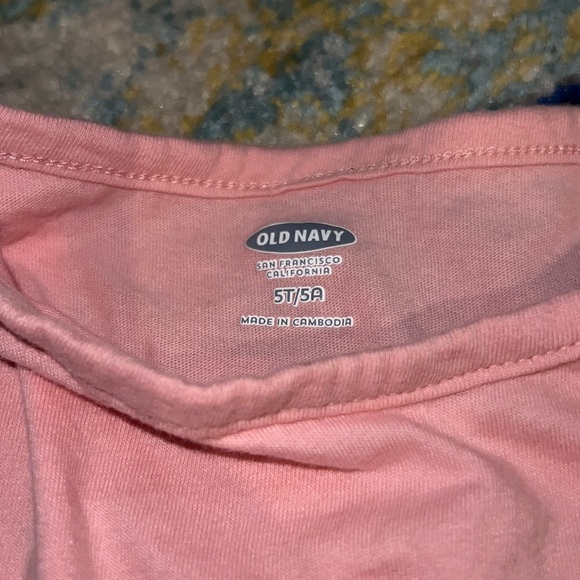 OLD NAVY
SAN FRANCISCO
CALIFORNIA
5T/5A
MADE IN CAMBODIA